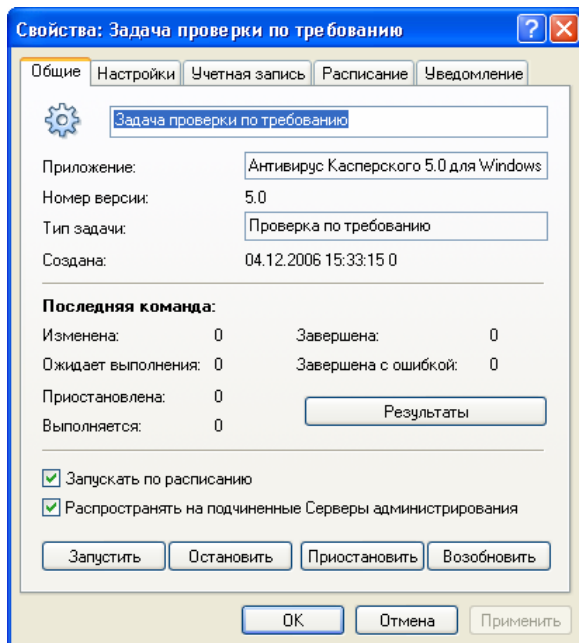 Свойства: Задача проверки по требованию
Общие Настройки Учетная запись Расписание Уведомление
Задача проверки по требованию
Приложение: Антивирус Касперского 5.0 для Windows
Номер версии: 5.0
Тип задачи: Проверка по требованию
Создана: 04.12.2006 15:33:15 0
Последняя команда:
Изменена: 0 Завершена: 0
Ожидает выполнения: 0 Завершена с ошибкой: 0
Приостановлена: 0
Результаты
Выполняется: 0
Запускать по расписанию
Распространять на подчиненные Серверы администрирования
Запустить Остановить Приостановить Возобновить
OK Отмена Применить